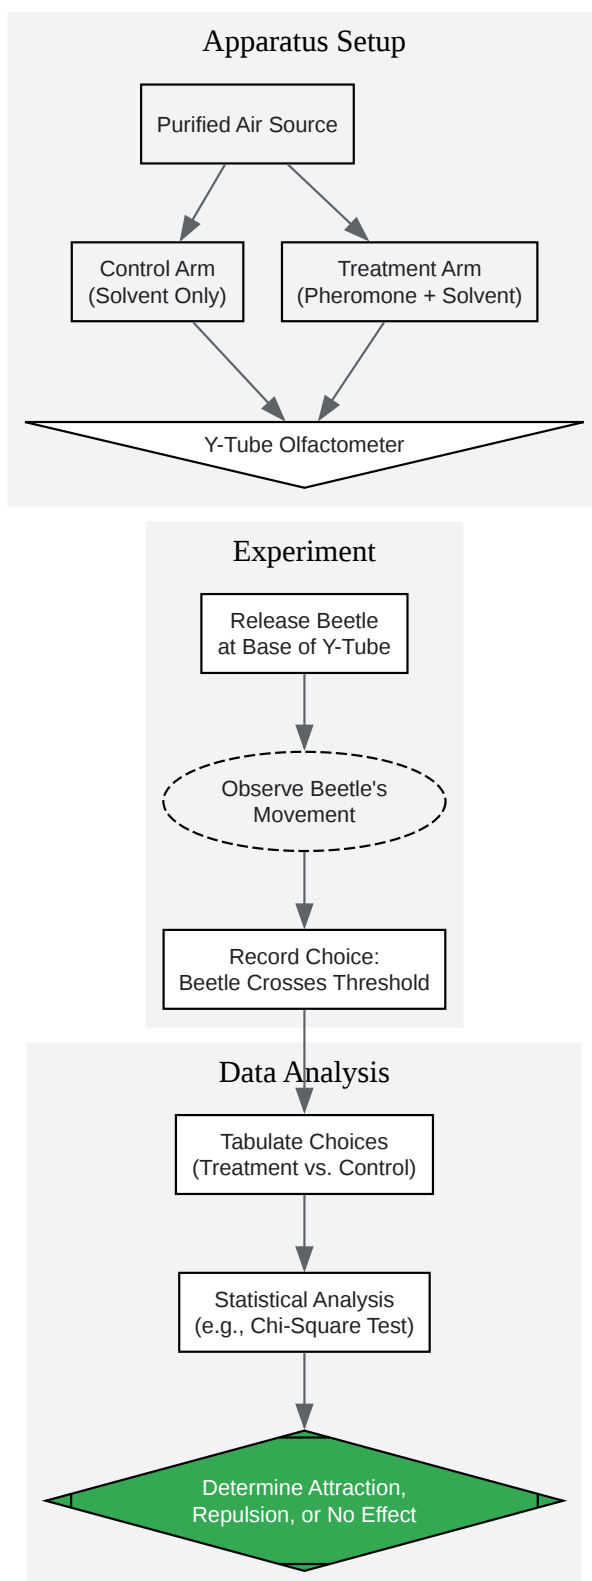 Apparatus Setup
Purified Air Source
Control Arm
(Solvent Only)
Treatment Arm
(Pheromone + Solvent)
Y-Tube Olfactometer
Experiment
Release Beetle
at Base of Y-Tube
Observe Beetle's
Movement
Record Choice:
Beetle Crosses Threshold
Data Analysis
Tabulate Choices
(Treatment vs. Control)
Statistical Analysis
(e.g., Chi-Square Test)
Determine Attraction,
Repulsion, or No Effect